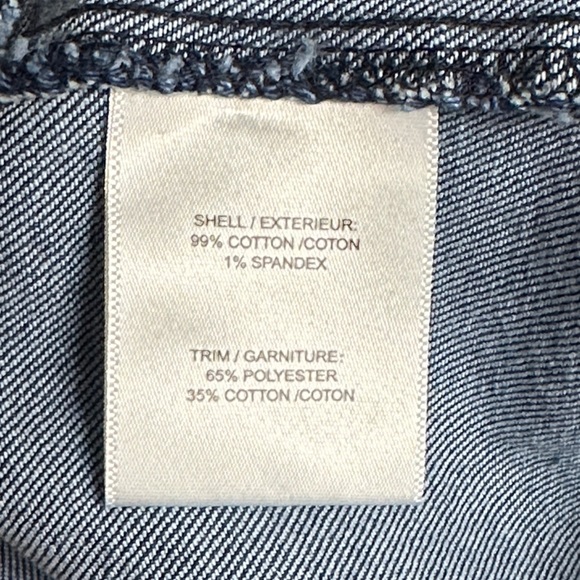 SHELL / EXTERIEUR:
99% COTTON /COTON
1% SPANDEX
TRIM / GARNITURE:
65% POLYESTER
35% COTTON /COTON